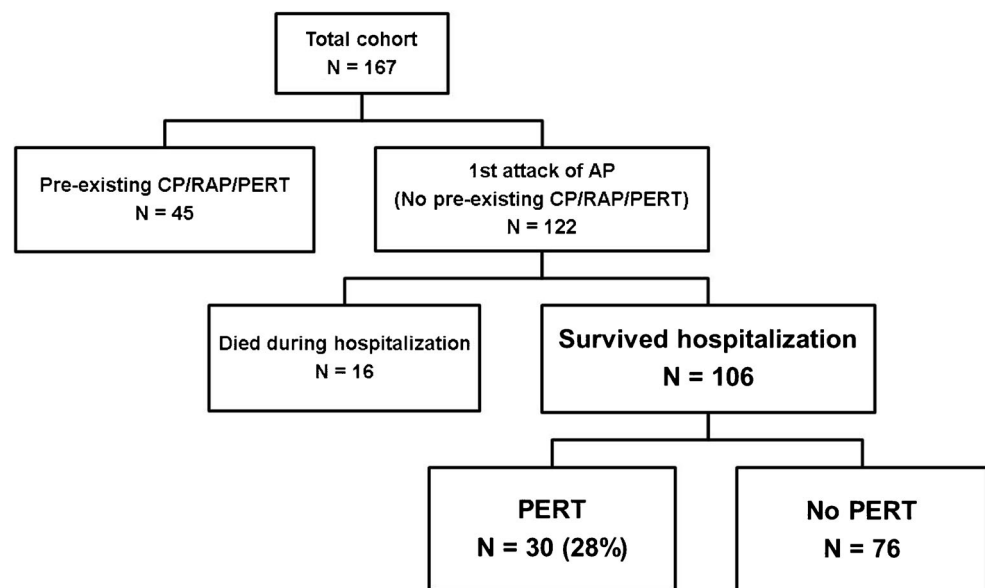 Total cohort
N = 167
Pre-existing CP/RAP/PERT
N = 45
1st attack of AP
(No pre-existing CP/RAP/PERT)
N = 122
Died during hospitalization
N = 16
Survived hospitalization
N = 106
PERT
N = 30 (28%)
No PERT
N = 76